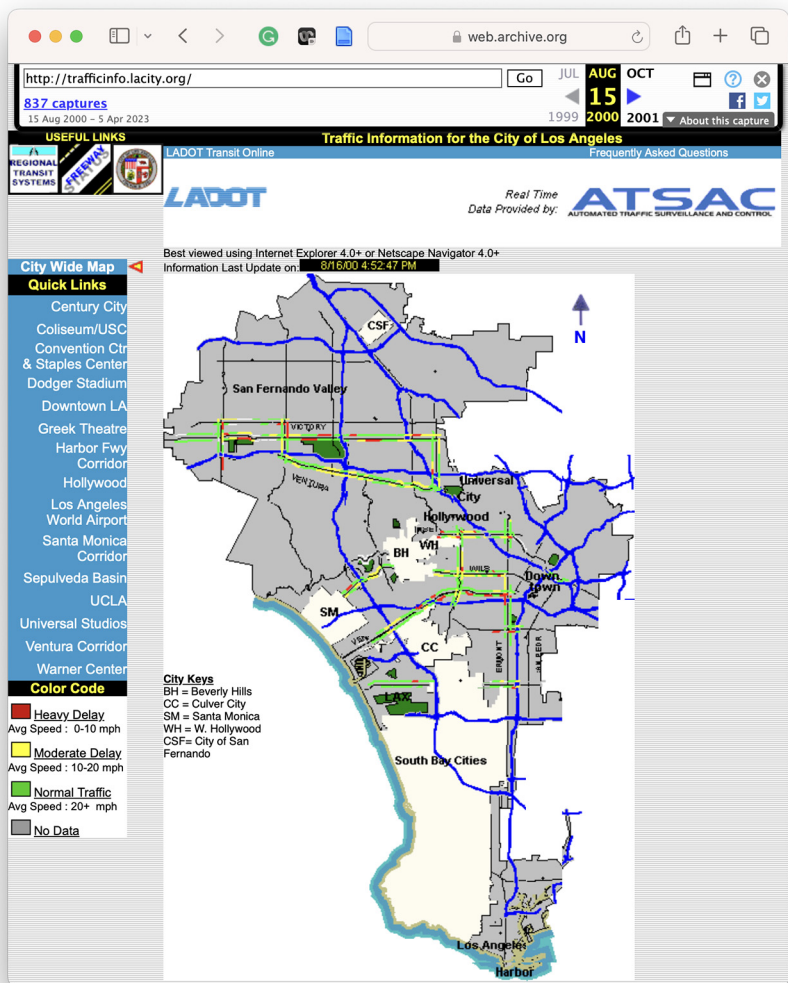 web.archive.org
http://trafficinfo.lacity.org/
Go
JUL AUG OCT
837 captures
15
15 Aug 2000 – 5 Apr 2023
1999 2000 2001
About this capture
USEFUL LINKS
Traffic Information for the City of Los Angeles
REGIONAL TRANSIT SYSTEMS
FREEWAY STATUS
LADOT Transit Online
Frequently Asked Questions
LADOT
Real Time
Data Provided by:
ATSAC
AUTOMATED TRAFFIC SURVEILLANCE AND CONTROL
Best viewed using Internet Explorer 4.0+ or Netscape Navigator 4.0+
Information Last Update on: 8/16/00 4:52:47 PM
City Wide Map
Quick Links
Century City
Coliseum/USC
Convention Ctr
& Staples Center
Dodger Stadium
Downtown LA
Greek Theatre
Harbor Fwy
Corridor
Hollywood
Los Angeles
World Airport
Santa Monica
Corridor
Sepulveda Basin
UCLA
Universal Studios
Ventura Corridor
Warner Center
Color Code
Heavy Delay
Avg Speed : 0-10 mph
Moderate Delay
Avg Speed : 10-20 mph
Normal Traffic
Avg Speed : 20+ mph
No Data
N
CSF
San Fernando Valley
VICTORY
VENTURA
Universal
City
Hollywood
WH
BH
WILS
Down
town
SM
CC
LAX
South Bay Cities
Los Angeles
Harbor
City Keys
BH = Beverly Hills
CC = Culver City
SM = Santa Monica
WH = W. Hollywood
CSF= City of San
Fernando